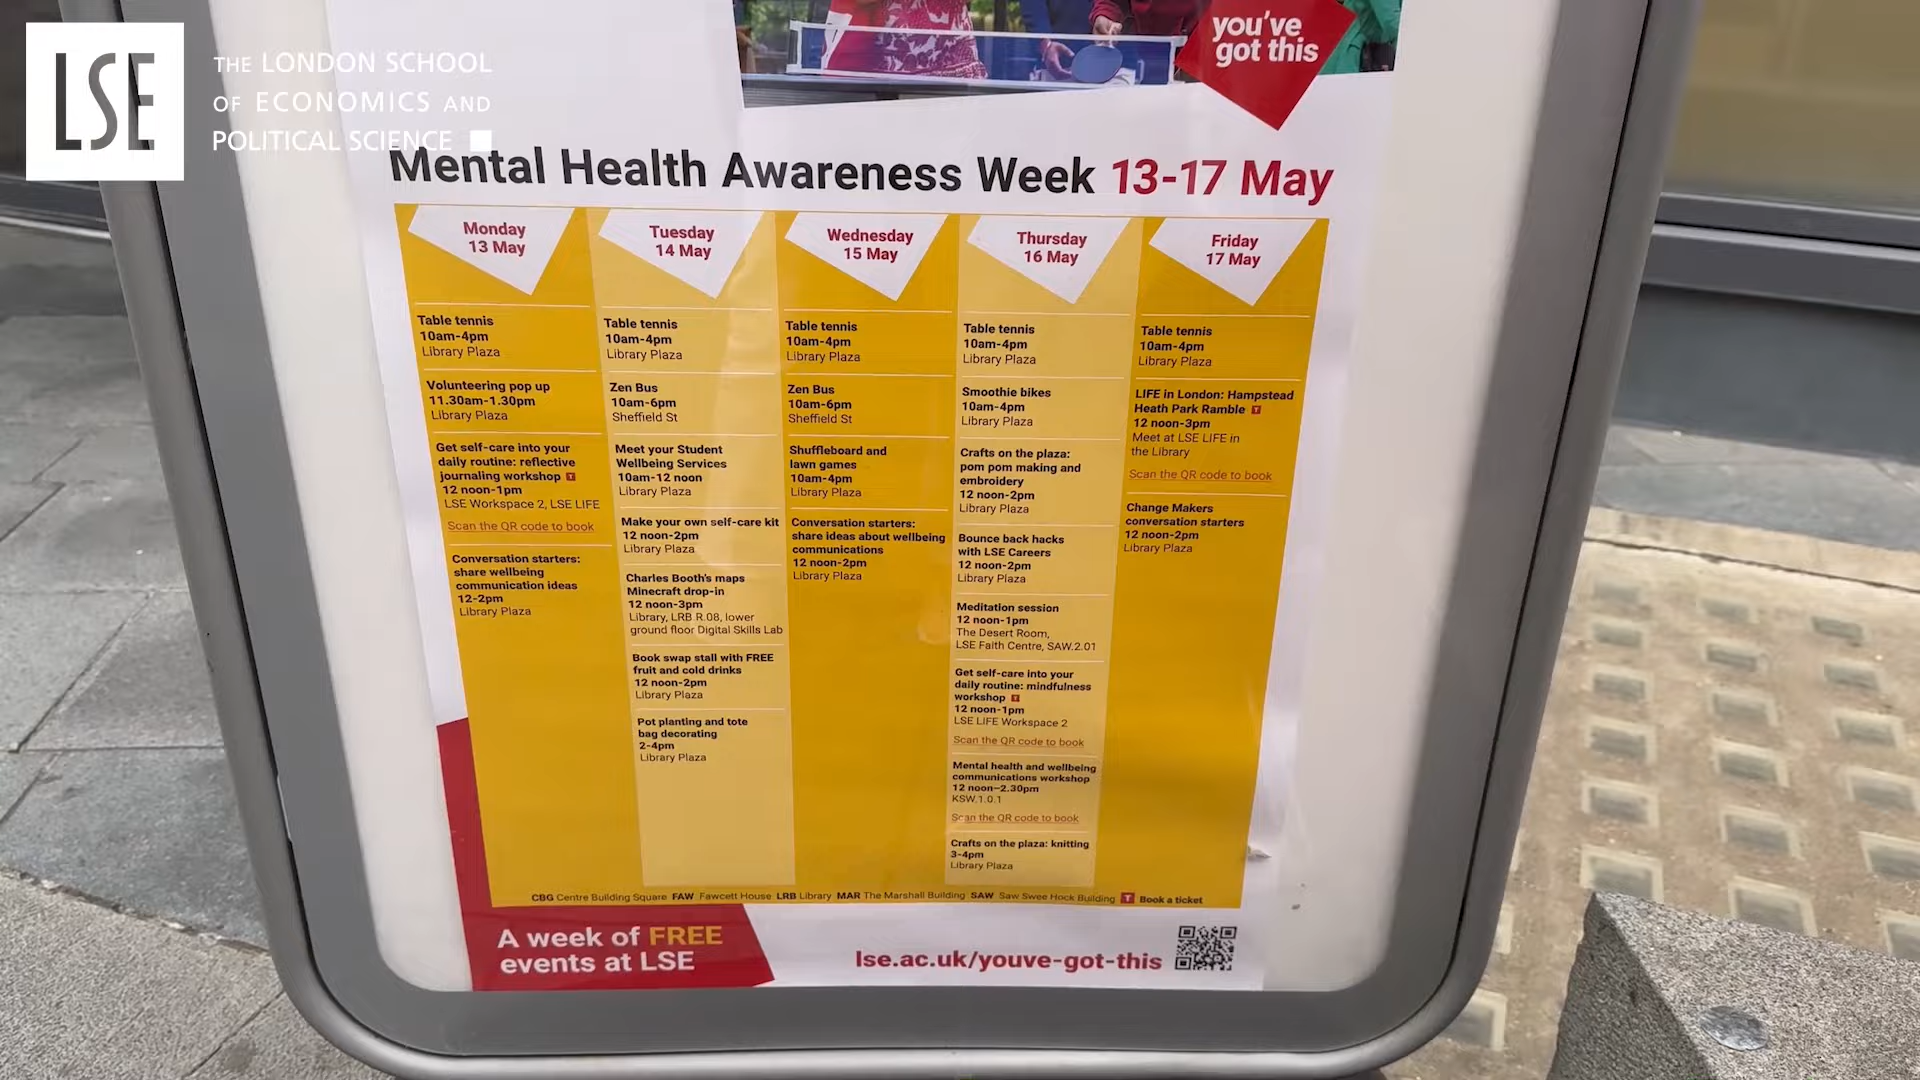 LSE
THE LONDON SCHOOL
OF ECONOMICS AND
POLITICAL SCIENCE
you've
got this
Mental Health Awareness Week 13-17 May
Monday
13 May
Table tennis
10am-4pm
Library Plaza
Volunteering pop up
11.30am-1.30pm
Library Plaza
Get self-care into your
daily routine: reflective
journaling workshop T
12 noon-1pm
LSE Workspace 2, LSE LIFE
Scan the QR code to book
Conversation starters:
share wellbeing
communication ideas
12-2pm
Library Plaza
Tuesday
14 May
Table tennis
10am-4pm
Library Plaza
Zen Bus
10am-6pm
Sheffield St
Meet your Student
Wellbeing Services
10am-12 noon
Library Plaza
Make your own self-care kit
12 noon-2pm
Library Plaza
Charles Booth's maps
Minecraft drop-in
12 noon-3pm
Library, LRB R.08, lower
ground floor Digital Skills Lab
Book swap stall with FREE
fruit and cold drinks
12 noon-2pm
Library Plaza
Pot planting and tote
bag decorating
2-4pm
Library Plaza
Wednesday
15 May
Table tennis
10am-4pm
Library Plaza
Zen Bus
10am-6pm
Sheffield St
Shuffleboard and
lawn games
10am-4pm
Library Plaza
Conversation starters:
share ideas about wellbeing
communications
12 noon-2pm
Library Plaza
Thursday
16 May
Table tennis
10am-4pm
Library Plaza
Smoothie bikes
10am-4pm
Library Plaza
Crafts on the plaza:
pom pom making and
embroidery
12 noon-2pm
Library Plaza
Bounce back hacks
with LSE Careers
12 noon-2pm
Library Plaza
Meditation session
12 noon-1pm
The Desert Room,
LSE Faith Centre, SAW.2.01
Get self-care into your
daily routine: mindfulness
workshop T
12 noon-1pm
LSE LIFE Workspace 2
Scan the QR code to book
Mental health and wellbeing
communications workshop
12 noon–2.30pm
KSW.1.0.1
Scan the QR code to book
Crafts on the plaza: knitting
3-4pm
Library Plaza
Friday
17 May
Table tennis
10am-4pm
Library Plaza
LIFE in London: Hampstead
Heath Park Ramble T
12 noon-3pm
Meet at LSE LIFE in
the Library
Scan the QR code to book
Change Makers
conversation starters
12 noon-2pm
Library Plaza
CBG Centre Building Square FAW Fawcett House LRB Library MAR The Marshall Building SAW Saw Swee Hock Building T Book a ticket
A week of FREE
events at LSE
lse.ac.uk/youve-got-this